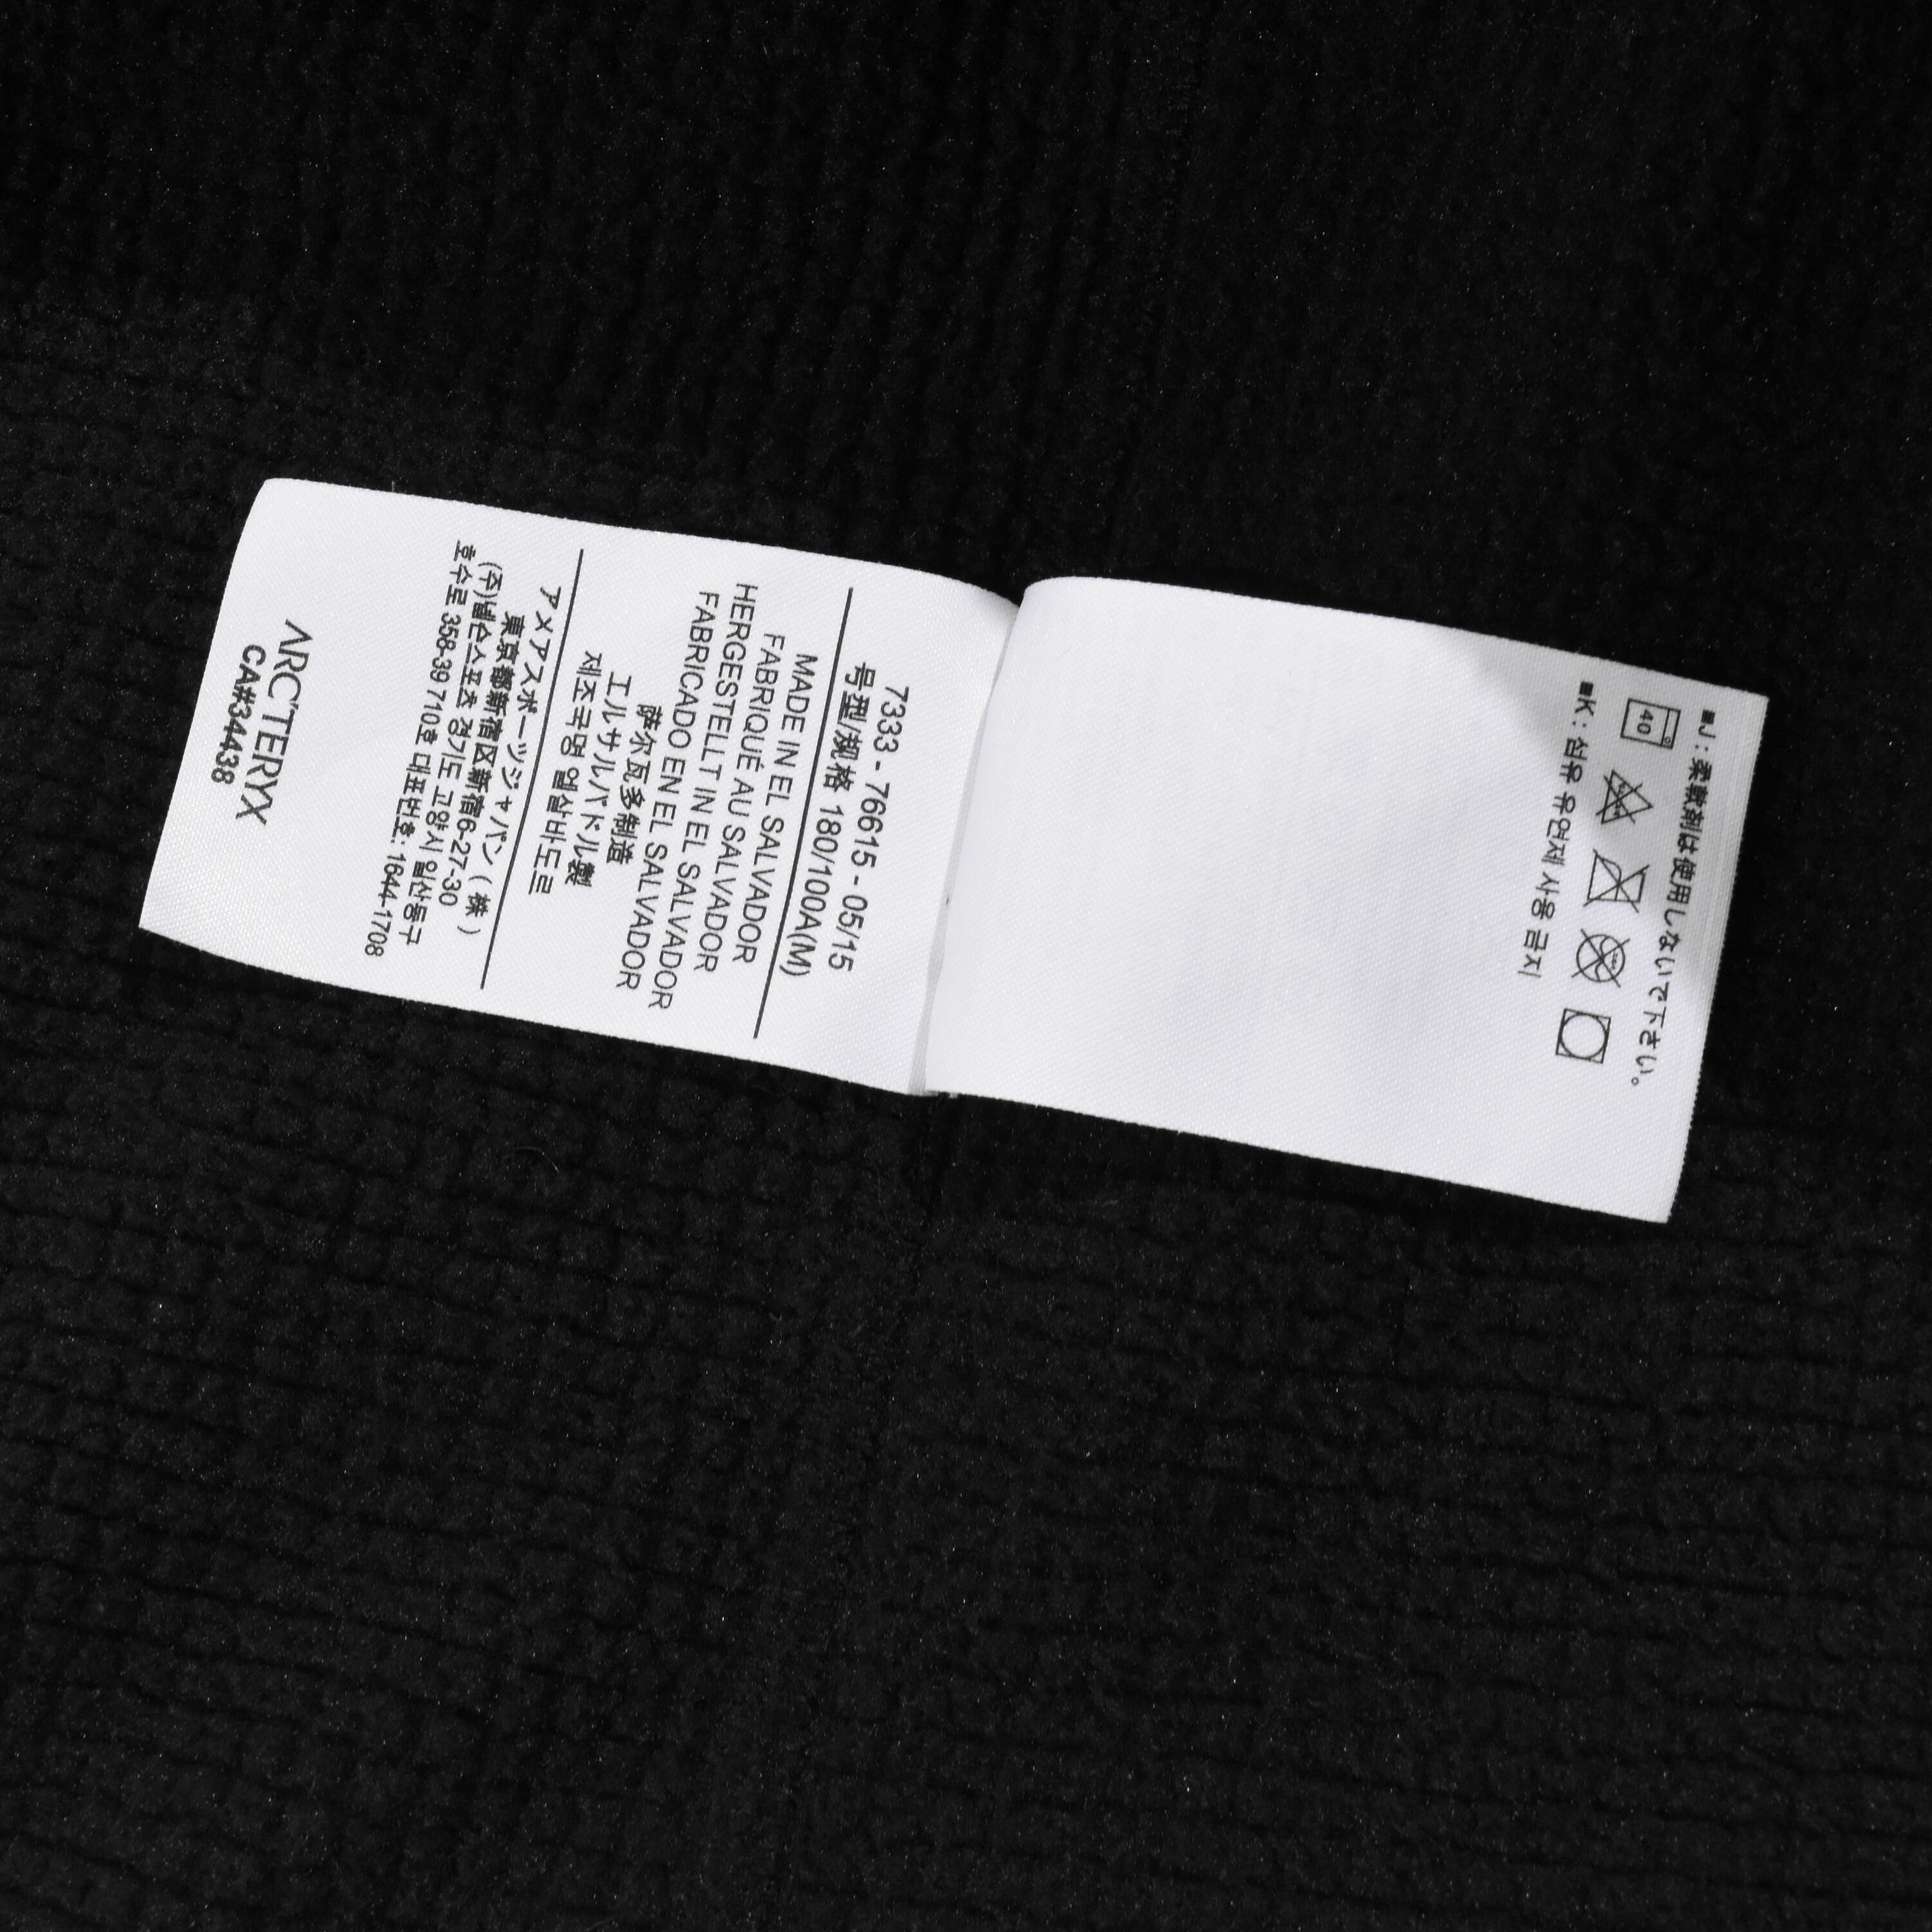 7333 - 76615 - 05/15
号型/规格 180/100A(M)
MADE IN EL SALVADOR
FABRIQUÉ AU SALVADOR
HERGESTELLT IN EL SALVADOR
FABRICADO EN EL SALVADOR
萨尔瓦多制造
エルサルバドル製
제조국명 엘살바도르
アメアスポーツジャパン ( 株 )
東京都新宿区新宿6-27-30
(주)넬슨스포츠 경기도 고양시 일산동구
호수로 358-39 710호 대표번호 : 1644-1708
ARC'TERYX
CA#34438
■J : 柔軟剤は使用しないで下さい。
40
■K : 섬유 유연제 사용 금지